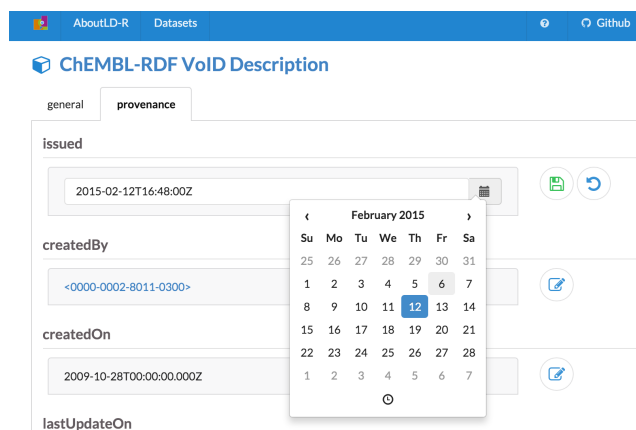 AboutLD-R Datasets ? Github
ChEMBL-RDF VoID Description
general provenance
issued
2015-02-12T16:48:00Z
‹ February 2015 ›
Su Mo Tu We Th Fr Sa
25 26 27 28 29 30 31
1 2 3 4 5 6 7
8 9 10 11 12 13 14
15 16 17 18 19 20 21
22 23 24 25 26 27 28
1 2 3 4 5 6 7
createdBy
<0000-0002-8011-0300>
createdOn
2009-10-28T00:00:00.000Z
lastUpdateOn